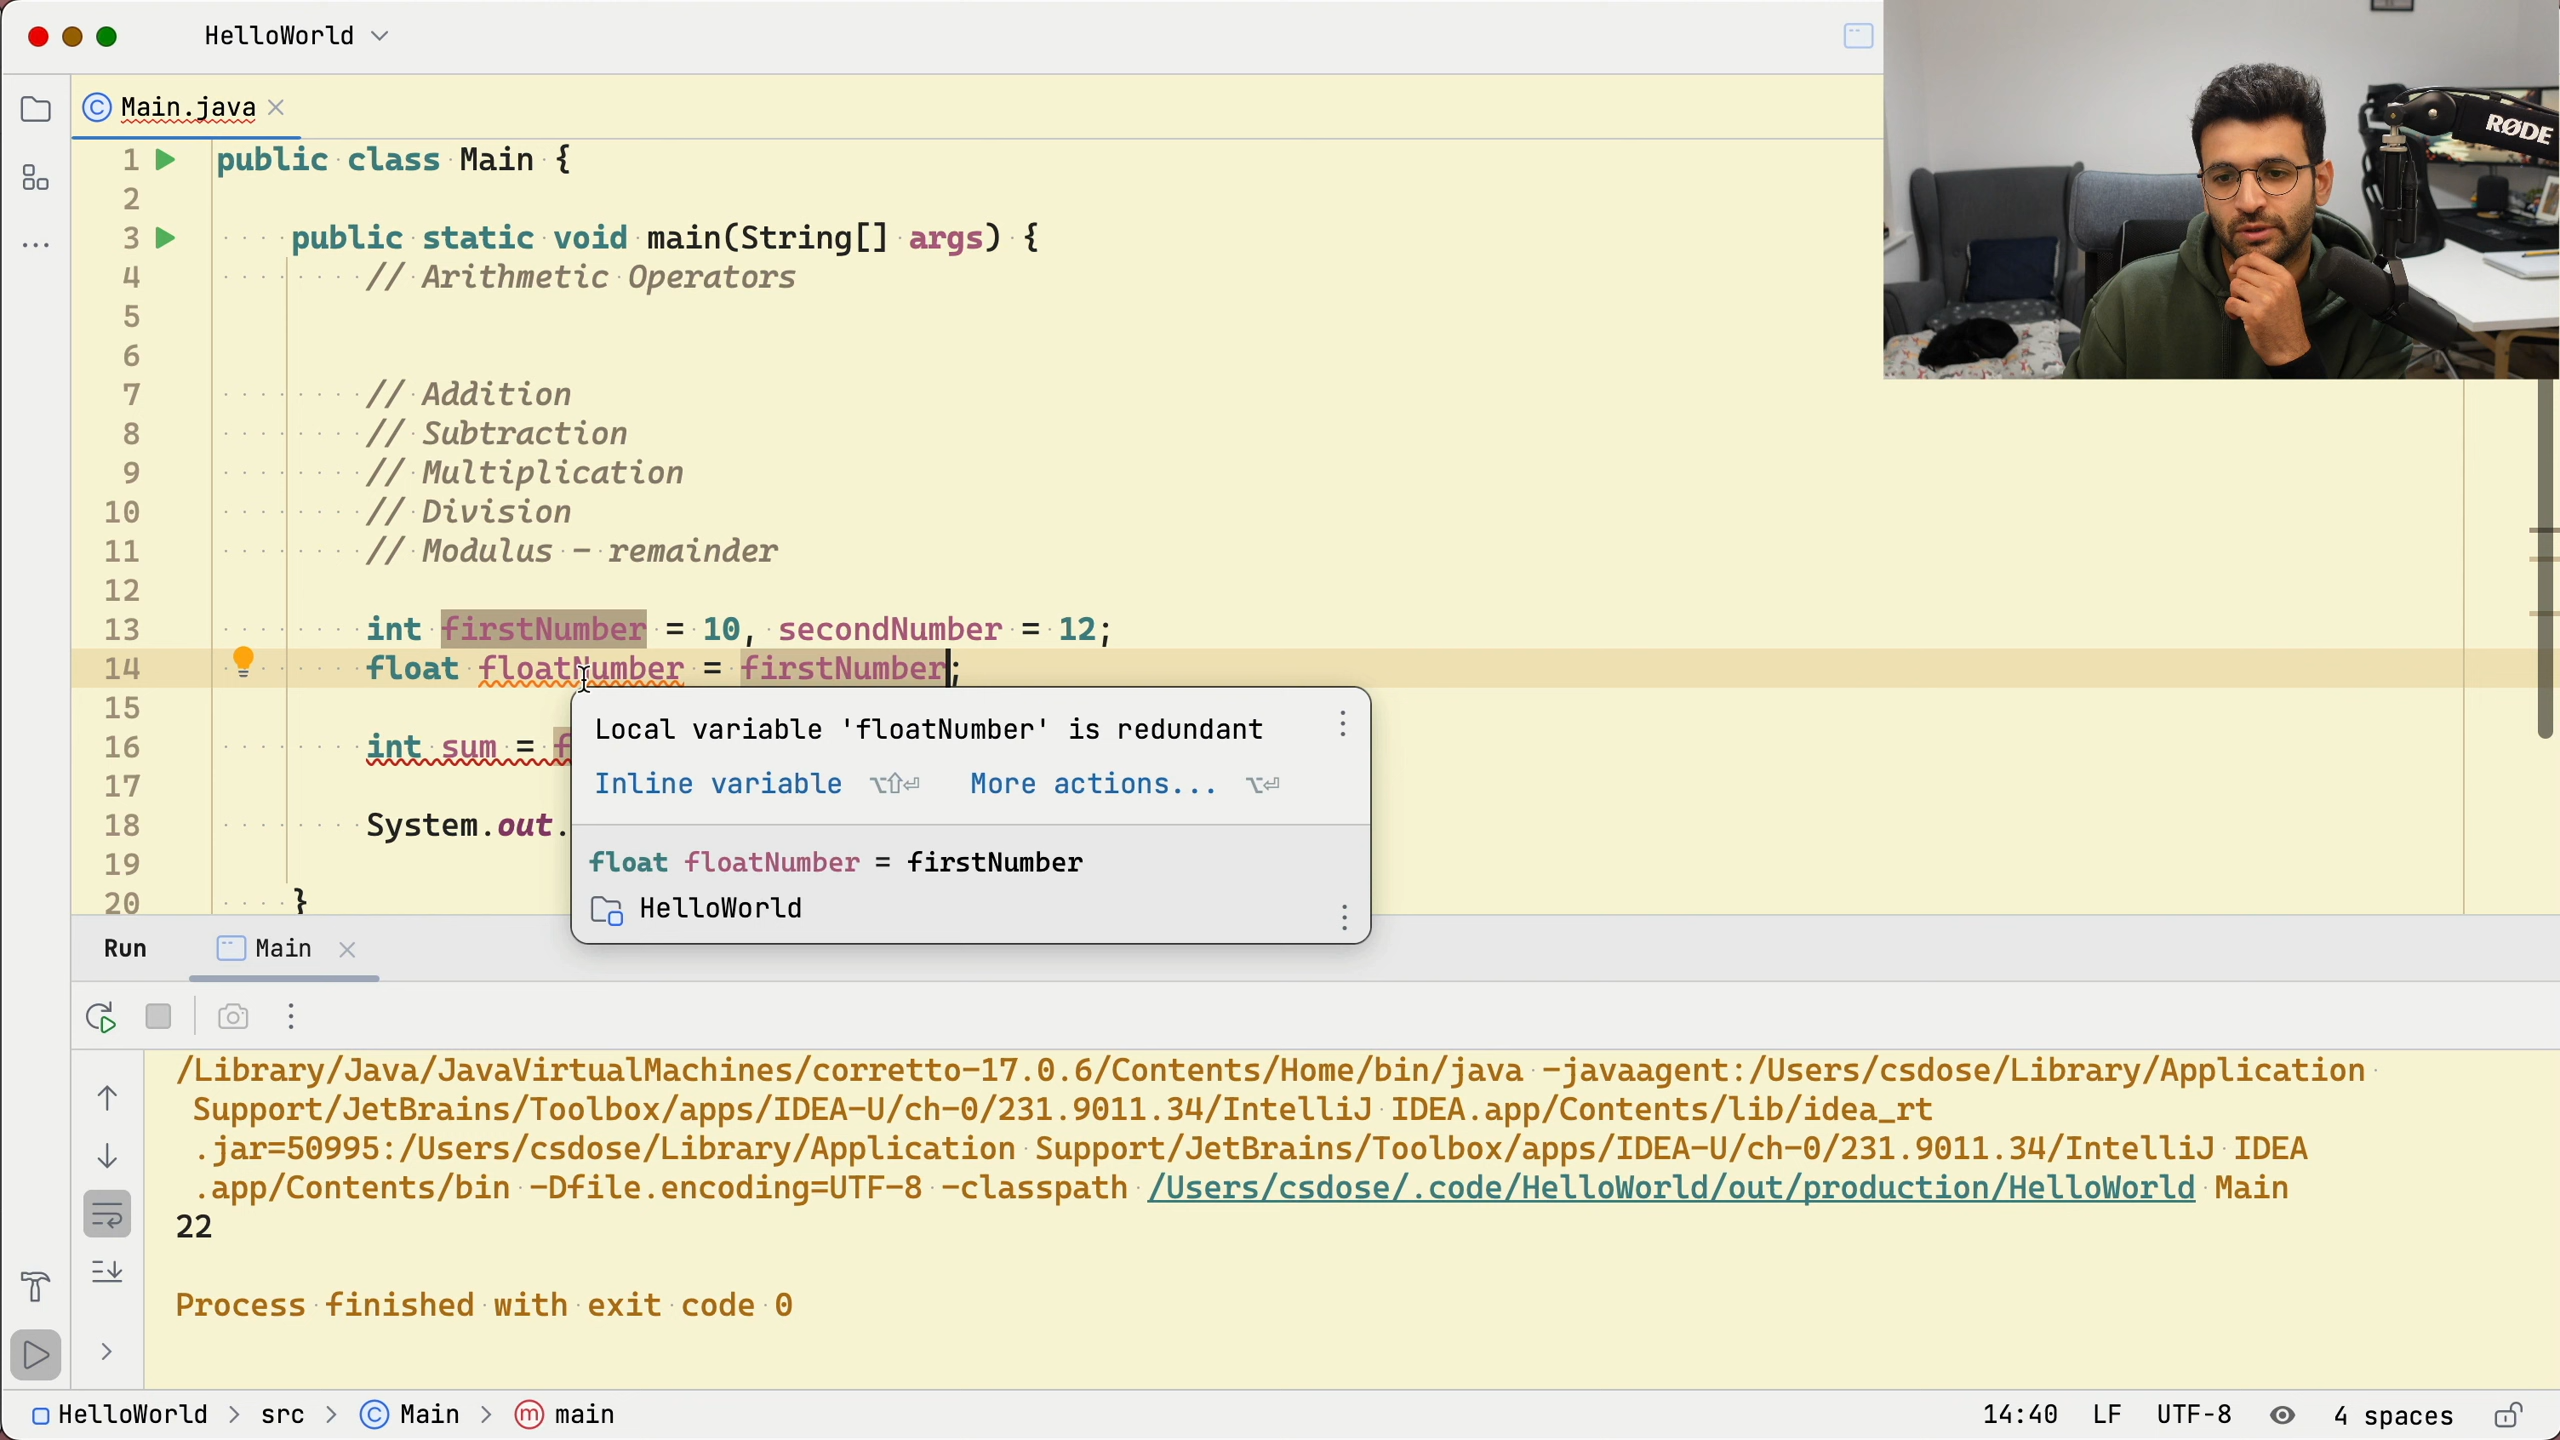 HelloWorld
RØDE
Main.java
1 public class Main {
2
3 public static void main(String[] args) {
4 // Arithmetic Operators
5
6
7 // Addition
8 // Subtraction
9 // Multiplication
10 // Division
11 // Modulus - remainder
12
13 int firstNumber = 10, secondNumber = 12;
14 float floatNumber = firstNumber;
15
Local variable 'floatNumber' is redundant
16 int sum = f
Inline variable ⌥⇧⏎ More actions... ⌥⏎
17
18 System.out.
float floatNumber = firstNumber
19
20 }
HelloWorld
Run Main
/Library/Java/JavaVirtualMachines/corretto-17.0.6/Contents/Home/bin/java -javaagent:/Users/csdose/Library/Application
Support/JetBrains/Toolbox/apps/IDEA-U/ch-0/231.9011.34/IntelliJ IDEA.app/Contents/lib/idea_rt
.jar=50995:/Users/csdose/Library/Application Support/JetBrains/Toolbox/apps/IDEA-U/ch-0/231.9011.34/IntelliJ IDEA
.app/Contents/bin -Dfile.encoding=UTF-8 -classpath /Users/csdose/.code/HelloWorld/out/production/HelloWorld Main
22
Process finished with exit code 0
HelloWorld > src > Main > main 14:40 LF UTF-8 4 spaces